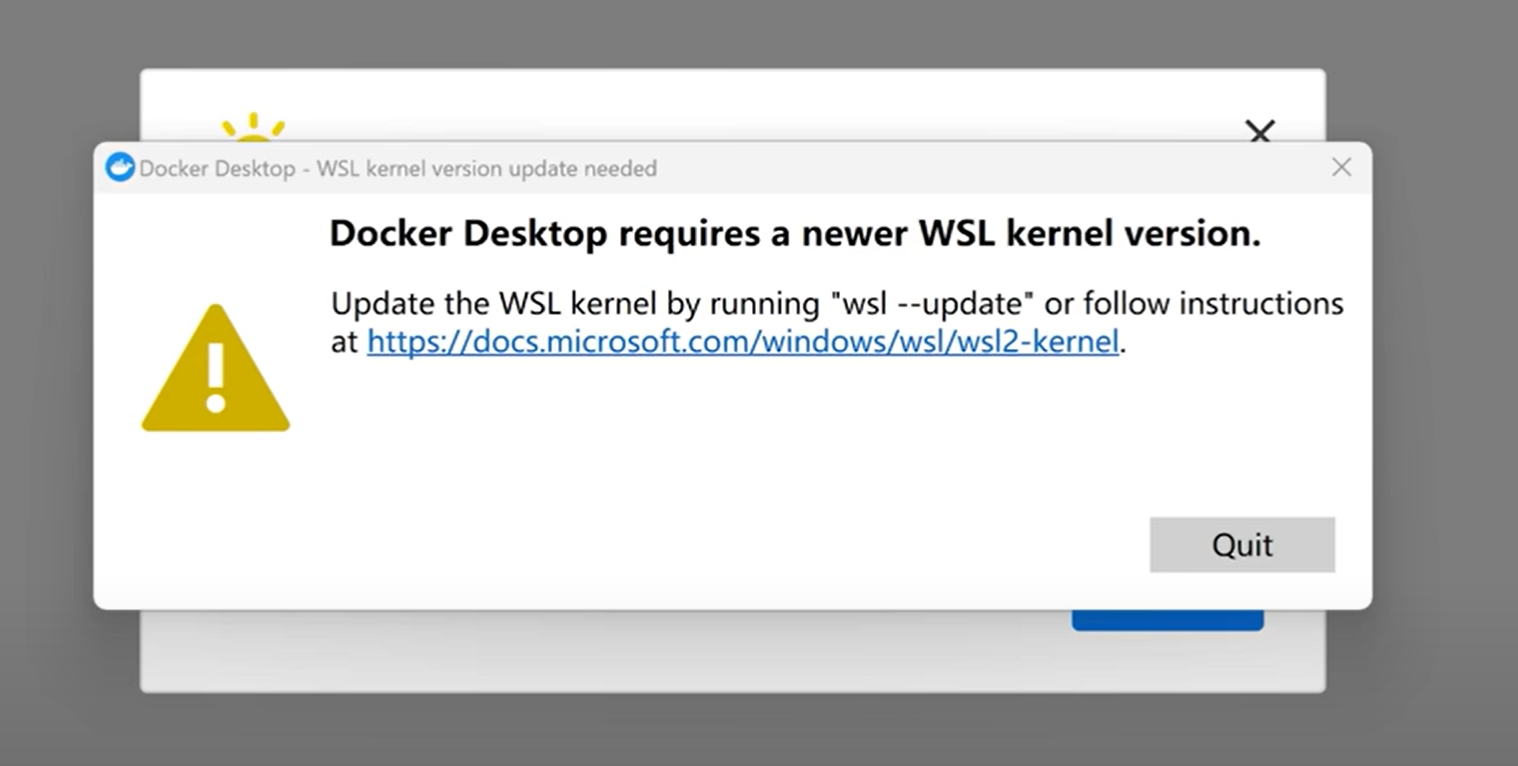 Docker Desktop - WSL kernel version update needed
Docker Desktop requires a newer WSL kernel version.
Update the WSL kernel by running "wsl --update" or follow instructions
at https://docs.microsoft.com/windows/wsl/wsl2-kernel.
Quit